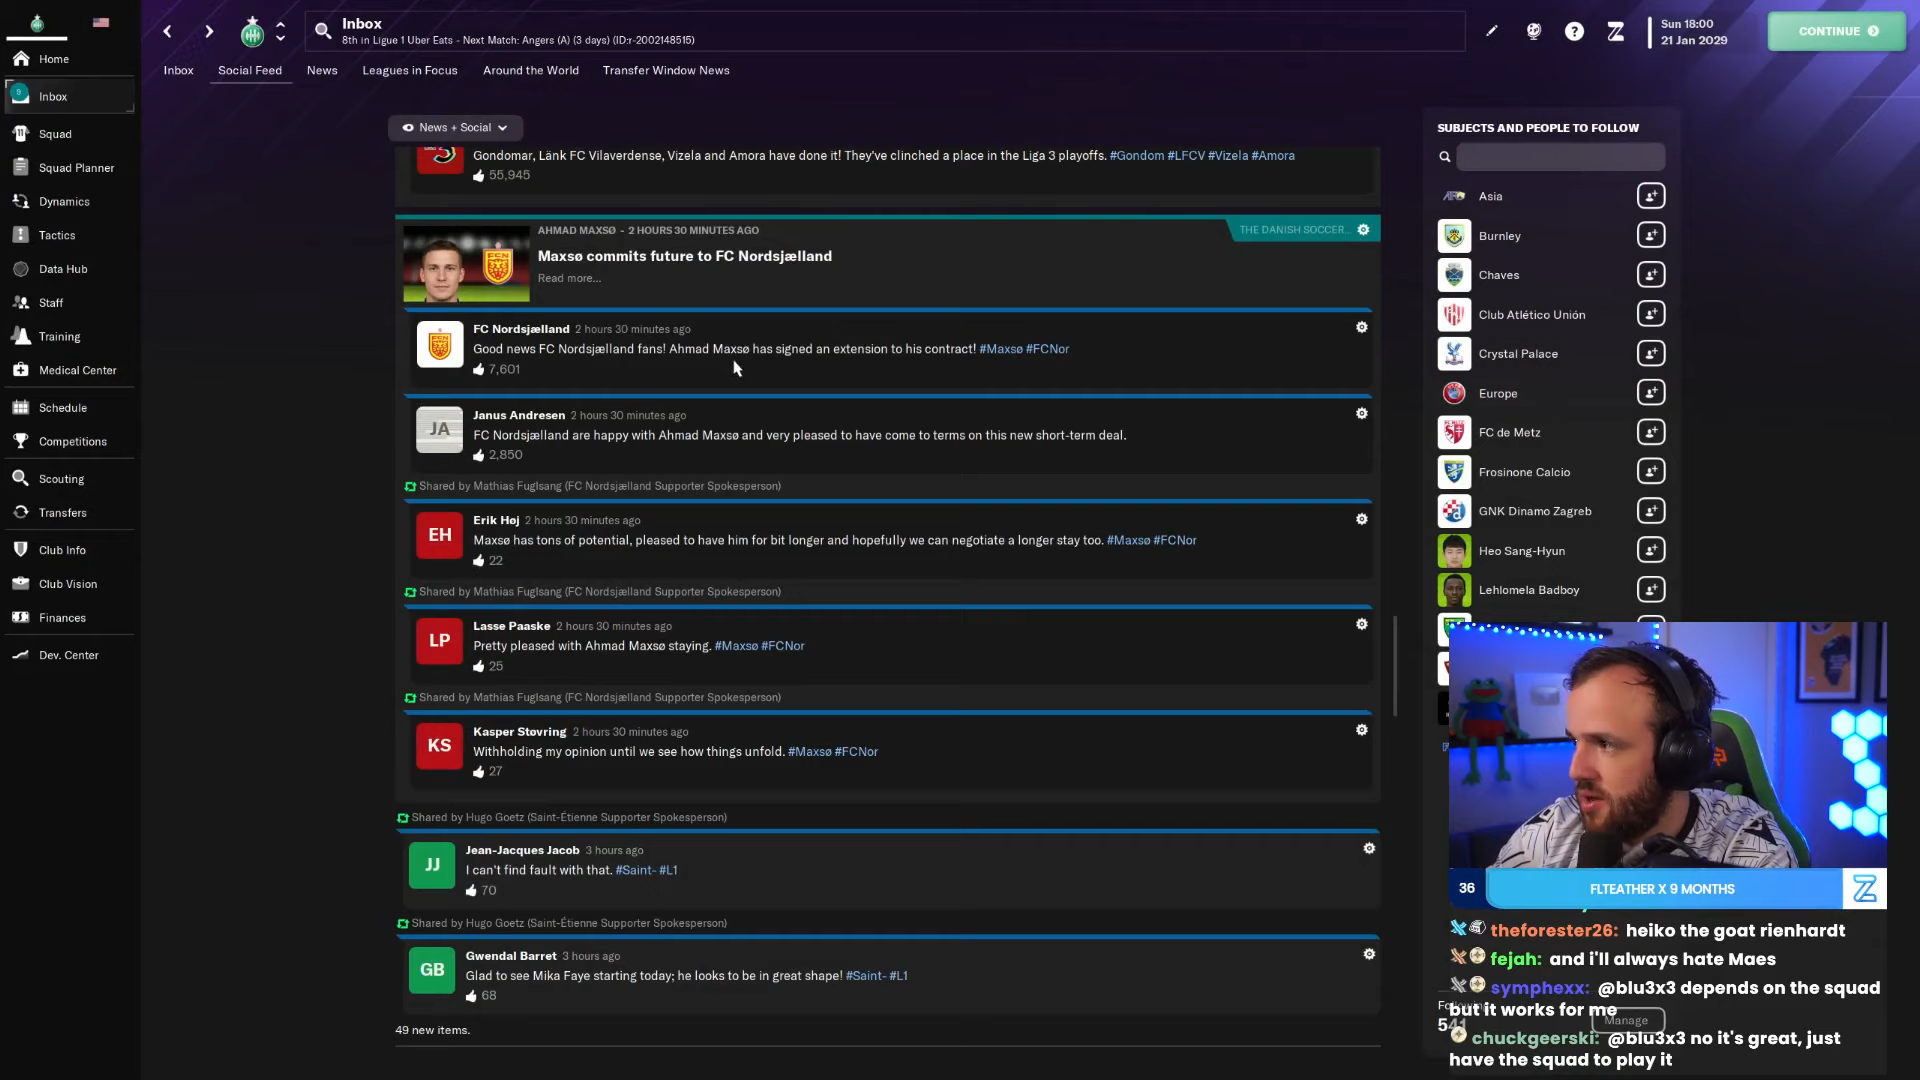 Inbox
8th in Ligue 1 Uber Eats - Next Match: Angers (A) (3 days) (ID:r-2002148515)
Sun 18:00
21 Jan 2029
CONTINUE
Home
9
Inbox
Squad
Squad Planner
Dynamics
Tactics
Data Hub
Staff
Training
Medical Center
Schedule
Competitions
Scouting
Transfers
Club Info
Club Vision
Finances
Dev. Center
Inbox
Social Feed
News
Leagues in Focus
Around the World
Transfer Window News
News + Social
Gondomar, Länk FC Vilaverdense, Vizela and Amora have done it! They've clinched a place in the Liga 3 playoffs. #Gondom #LFCV #Vizela #Amora
55,945
AHMAD MAXSØ - 2 HOURS 30 MINUTES AGO
THE DANISH SOCCER...
Maxsø commits future to FC Nordsjælland
Read more...
FC Nordsjælland 2 hours 30 minutes ago
Good news FC Nordsjælland fans! Ahmad Maxsø has signed an extension to his contract! #Maxsø #FCNor
7,601
JA
Janus Andresen 2 hours 30 minutes ago
FC Nordsjælland are happy with Ahmad Maxsø and very pleased to have come to terms on this new short-term deal.
2,850
Shared by Mathias Fuglsang (FC Nordsjælland Supporter Spokesperson)
EH
Erik Høj 2 hours 30 minutes ago
Maxsø has tons of potential, pleased to have him for bit longer and hopefully we can negotiate a longer stay too. #Maxsø #FCNor
22
Shared by Mathias Fuglsang (FC Nordsjælland Supporter Spokesperson)
LP
Lasse Paaske 2 hours 30 minutes ago
Pretty pleased with Ahmad Maxsø staying. #Maxsø #FCNor
25
Shared by Mathias Fuglsang (FC Nordsjælland Supporter Spokesperson)
KS
Kasper Støvring 2 hours 30 minutes ago
Withholding my opinion until we see how things unfold. #Maxsø #FCNor
27
Shared by Hugo Goetz (Saint-Étienne Supporter Spokesperson)
JJ
Jean-Jacques Jacob 3 hours ago
I can't find fault with that. #Saint- #L1
70
Shared by Hugo Goetz (Saint-Étienne Supporter Spokesperson)
GB
Gwendal Barret 3 hours ago
Glad to see Mika Faye starting today; he looks to be in great shape! #Saint- #L1
68
49 new items.
SUBJECTS AND PEOPLE TO FOLLOW
Asia
Burnley
Chaves
Club Atlético Unión
Crystal Palace
Europe
FC de Metz
Frosinone Calcio
GNK Dinamo Zagreb
Heo Sang-Hyun
Lehlomela Badboy
36
FLTEATHER X 9 MONTHS
theforester26: heiko the goat rienhardt
fejah: and i'll always hate Maes
symphexx: @blu3x3 depends on the squad
but it works for me
Manage
chuckgeerski: @blu3x3 no it's great, just
have the squad to play it